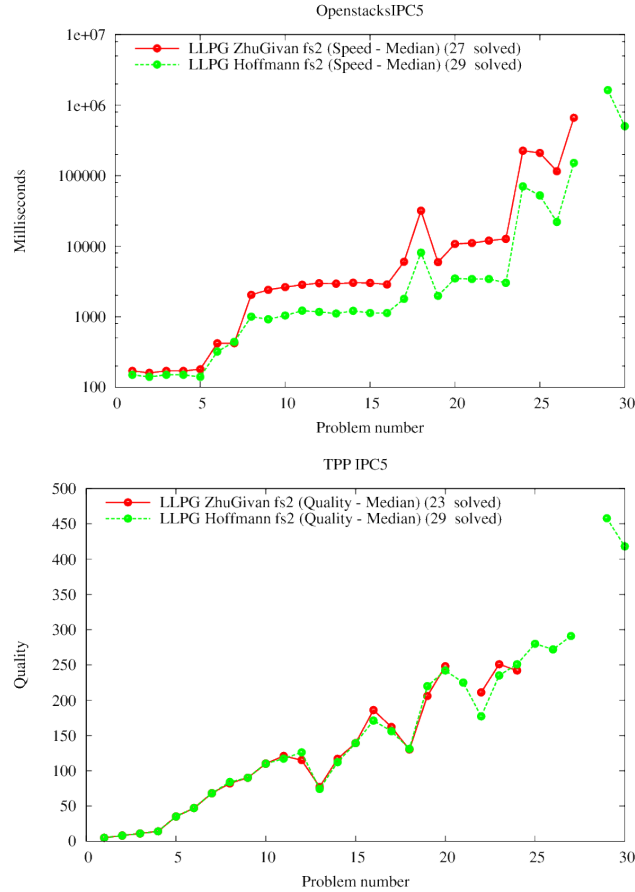 OpenstacksIPC5
1e+07
LLPG ZhuGivan fs2 (Speed - Median) (27 solved)
LLPG Hoffmann fs2 (Speed - Median) (29 solved)
1e+06
100000
10000
1000
100
Milliseconds
0 5 10 15 20 25 30
Problem number
TPP IPC5
500
LLPG ZhuGivan fs2 (Quality - Median) (23 solved)
LLPG Hoffmann fs2 (Quality - Median) (29 solved)
450
400
350
300
250
200
150
100
50
0
Quality
0 5 10 15 20 25 30
Problem number